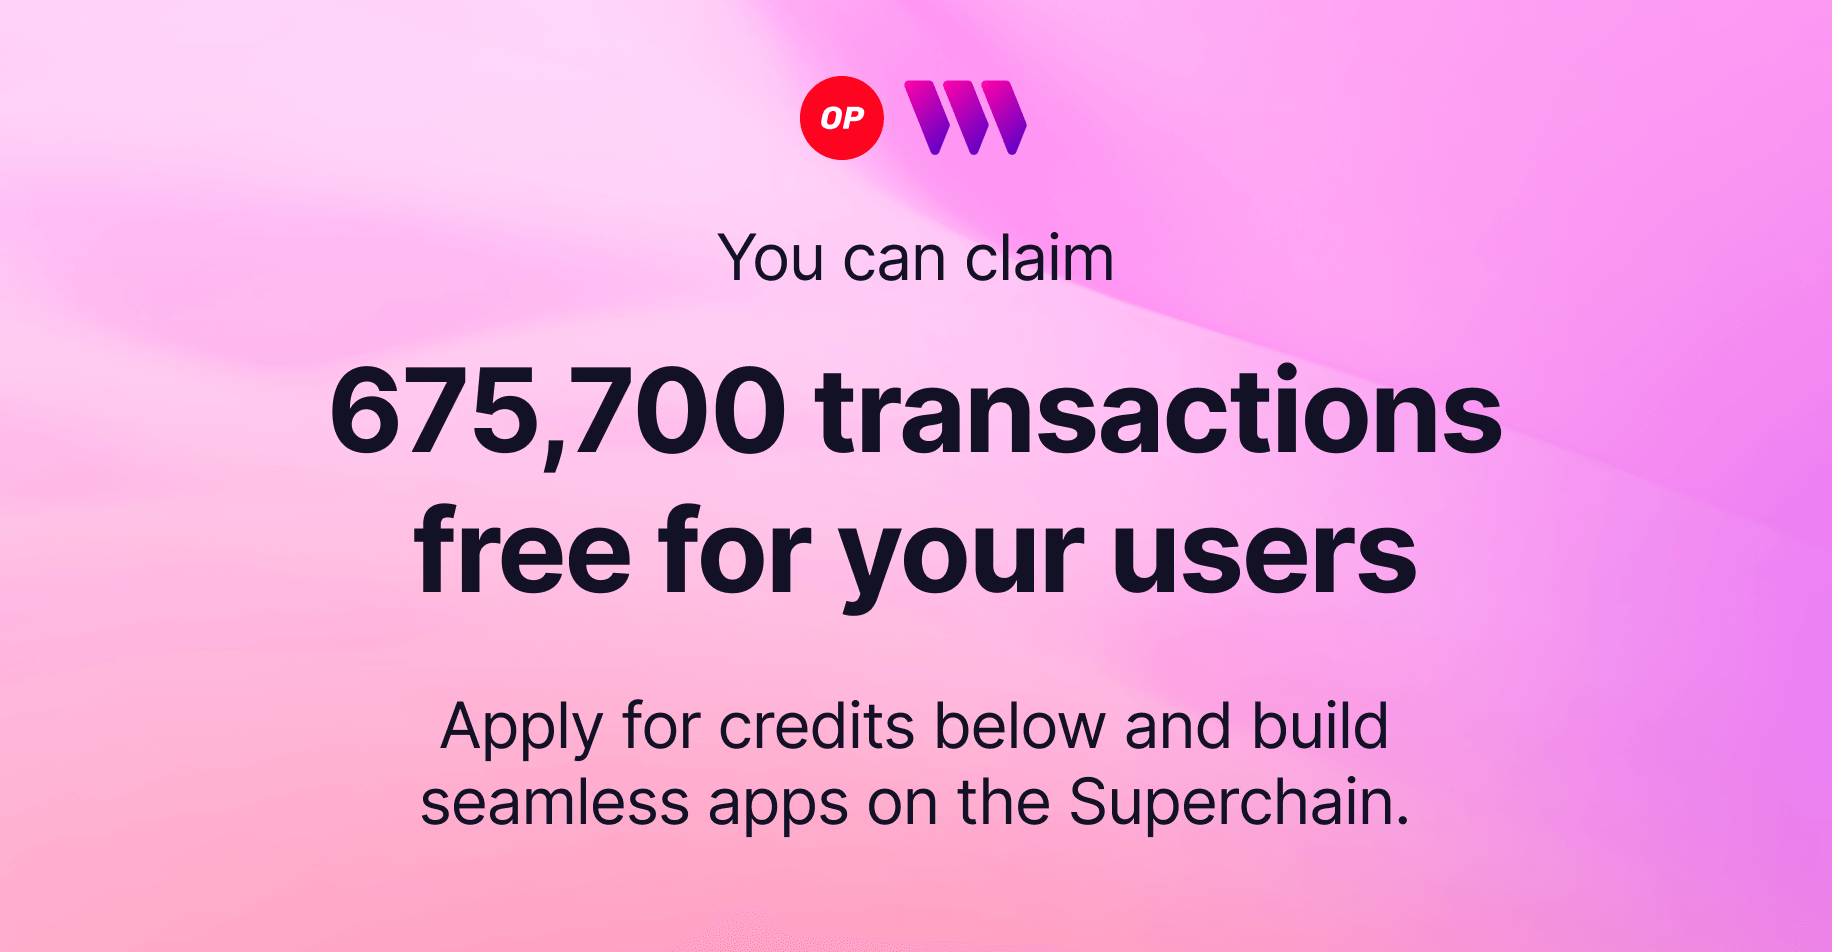 OP
You can claim
675,700 transactions
free for your users
Apply for credits below and build
seamless apps on the Superchain.